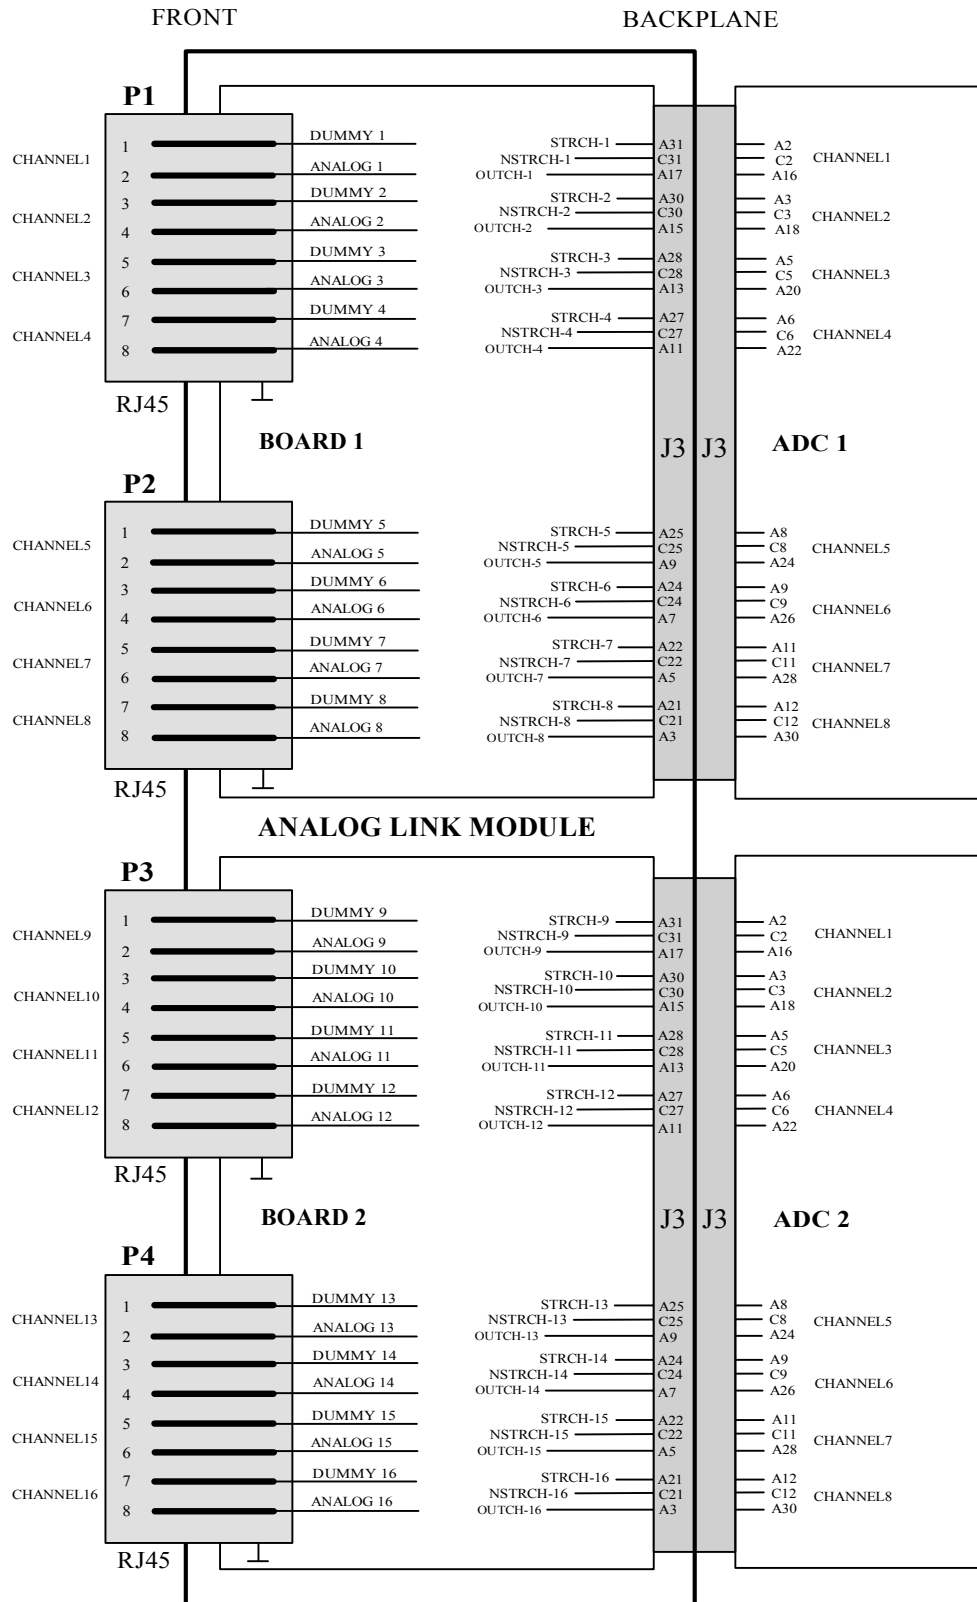 FRONT BACKPLANE
P1
1 DUMMY 1 STRCH-1 A31 A2
CHANNEL1 NSTRCH-1 C31 C2 CHANNEL1
2 ANALOG 1 OUTCH-1 A17 A16
3 DUMMY 2 STRCH-2 A30 A3
CHANNEL2 NSTRCH-2 C30 C3 CHANNEL2
4 ANALOG 2 OUTCH-2 A15 A18
5 DUMMY 3 STRCH-3 A28 A5
CHANNEL3 NSTRCH-3 C28 C5 CHANNEL3
6 ANALOG 3 OUTCH-3 A13 A20
7 DUMMY 4 STRCH-4 A27 A6
CHANNEL4 NSTRCH-4 C27 C6 CHANNEL4
8 ANALOG 4 OUTCH-4 A11 A22
RJ45
BOARD 1 J3 J3 ADC 1
P2
1 DUMMY 5 STRCH-5 A25 A8
CHANNEL5 NSTRCH-5 C25 C8 CHANNEL5
2 ANALOG 5 OUTCH-5 A9 A24
3 DUMMY 6 STRCH-6 A24 A9
CHANNEL6 NSTRCH-6 C24 C9 CHANNEL6
4 ANALOG 6 OUTCH-6 A7 A26
5 DUMMY 7 STRCH-7 A22 A11
CHANNEL7 NSTRCH-7 C22 C11 CHANNEL7
6 ANALOG 7 OUTCH-7 A5 A28
7 DUMMY 8 STRCH-8 A21 A12
CHANNEL8 NSTRCH-8 C21 C12 CHANNEL8
8 ANALOG 8 OUTCH-8 A3 A30
RJ45
ANALOG LINK MODULE
P3
1 DUMMY 9 STRCH-9 A31 A2
CHANNEL9 NSTRCH-9 C31 C2 CHANNEL1
2 ANALOG 9 OUTCH-9 A17 A16
3 DUMMY 10 STRCH-10 A30 A3
CHANNEL10 NSTRCH-10 C30 C3 CHANNEL2
4 ANALOG 10 OUTCH-10 A15 A18
5 DUMMY 11 STRCH-11 A28 A5
CHANNEL11 NSTRCH-11 C28 C5 CHANNEL3
6 ANALOG 11 OUTCH-11 A13 A20
7 DUMMY 12 STRCH-12 A27 A6
CHANNEL12 NSTRCH-12 C27 C6 CHANNEL4
8 ANALOG 12 OUTCH-12 A11 A22
RJ45
BOARD 2 J3 J3 ADC 2
P4
1 DUMMY 13 STRCH-13 A25 A8
CHANNEL13 NSTRCH-13 C25 C8 CHANNEL5
2 ANALOG 13 OUTCH-13 A9 A24
3 DUMMY 14 STRCH-14 A24 A9
CHANNEL14 NSTRCH-14 C24 C9 CHANNEL6
4 ANALOG 14 OUTCH-14 A7 A26
5 DUMMY 15 STRCH-15 A22 A11
CHANNEL15 NSTRCH-15 C22 C11 CHANNEL7
6 ANALOG 15 OUTCH-15 A5 A28
7 DUMMY 16 STRCH-16 A21 A12
CHANNEL16 NSTRCH-16 C21 C12 CHANNEL8
8 ANALOG 16 OUTCH-16 A3 A30
RJ45